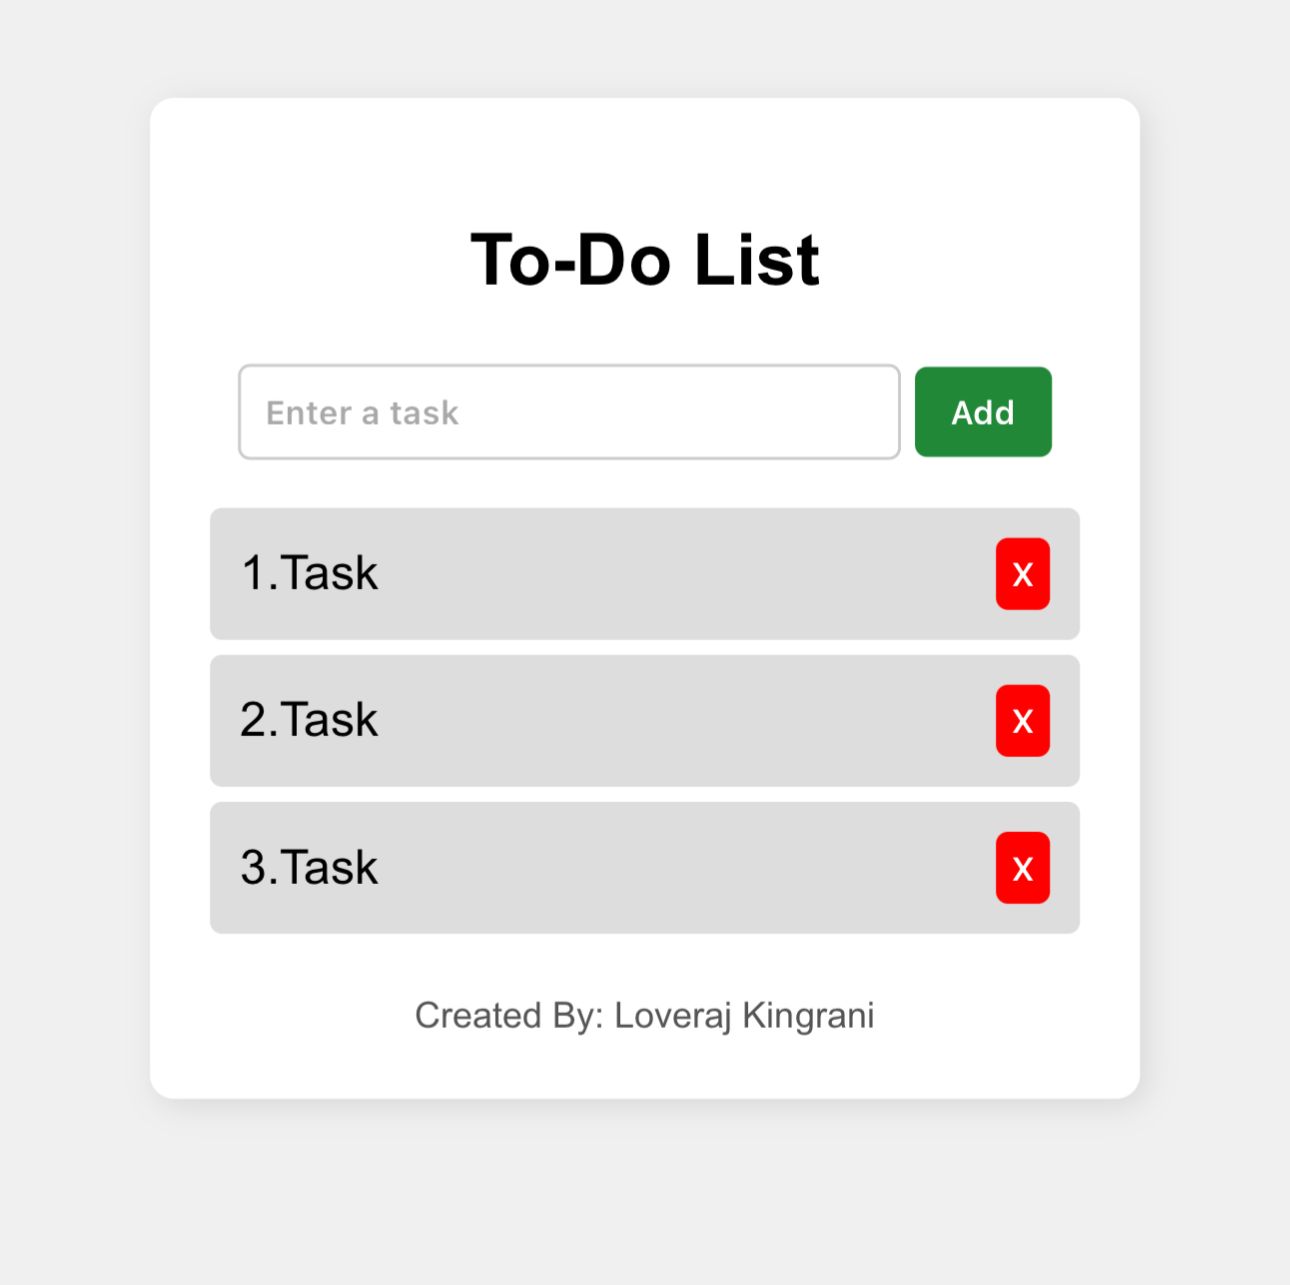 To-Do List
Enter a task
Add
1.Task
X
2.Task
X
3.Task
X
Created By: Loveraj Kingrani